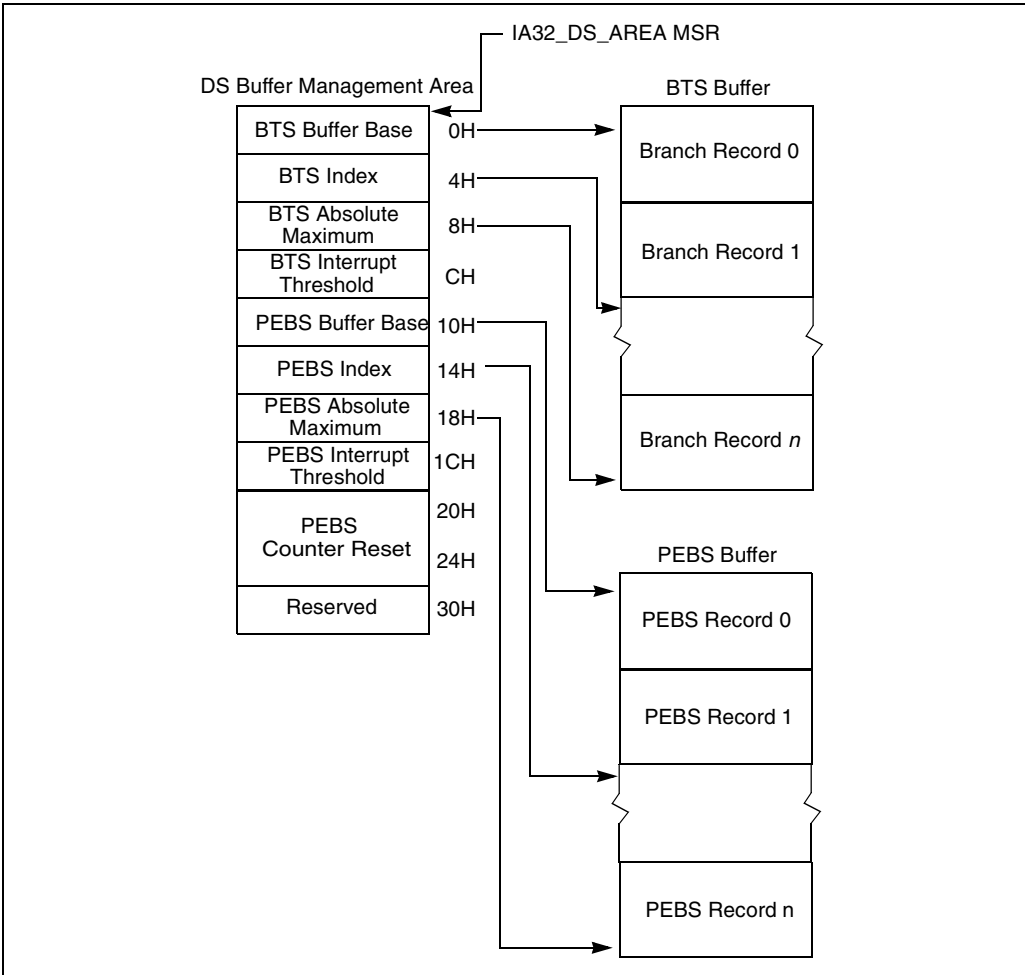 IA32_DS_AREA MSR
DS Buffer Management Area
BTS Buffer Base
0H
BTS Index
4H
BTS Absolute
Maximum
8H
BTS Interrupt
Threshold
CH
PEBS Buffer Base
10H
PEBS Index
14H
PEBS Absolute
Maximum
18H
PEBS Interrupt
Threshold
1CH
PEBS
Counter Reset
20H
24H
Reserved
30H
BTS Buffer
Branch Record 0
Branch Record 1
Branch Record n
PEBS Buffer
PEBS Record 0
PEBS Record 1
PEBS Record n